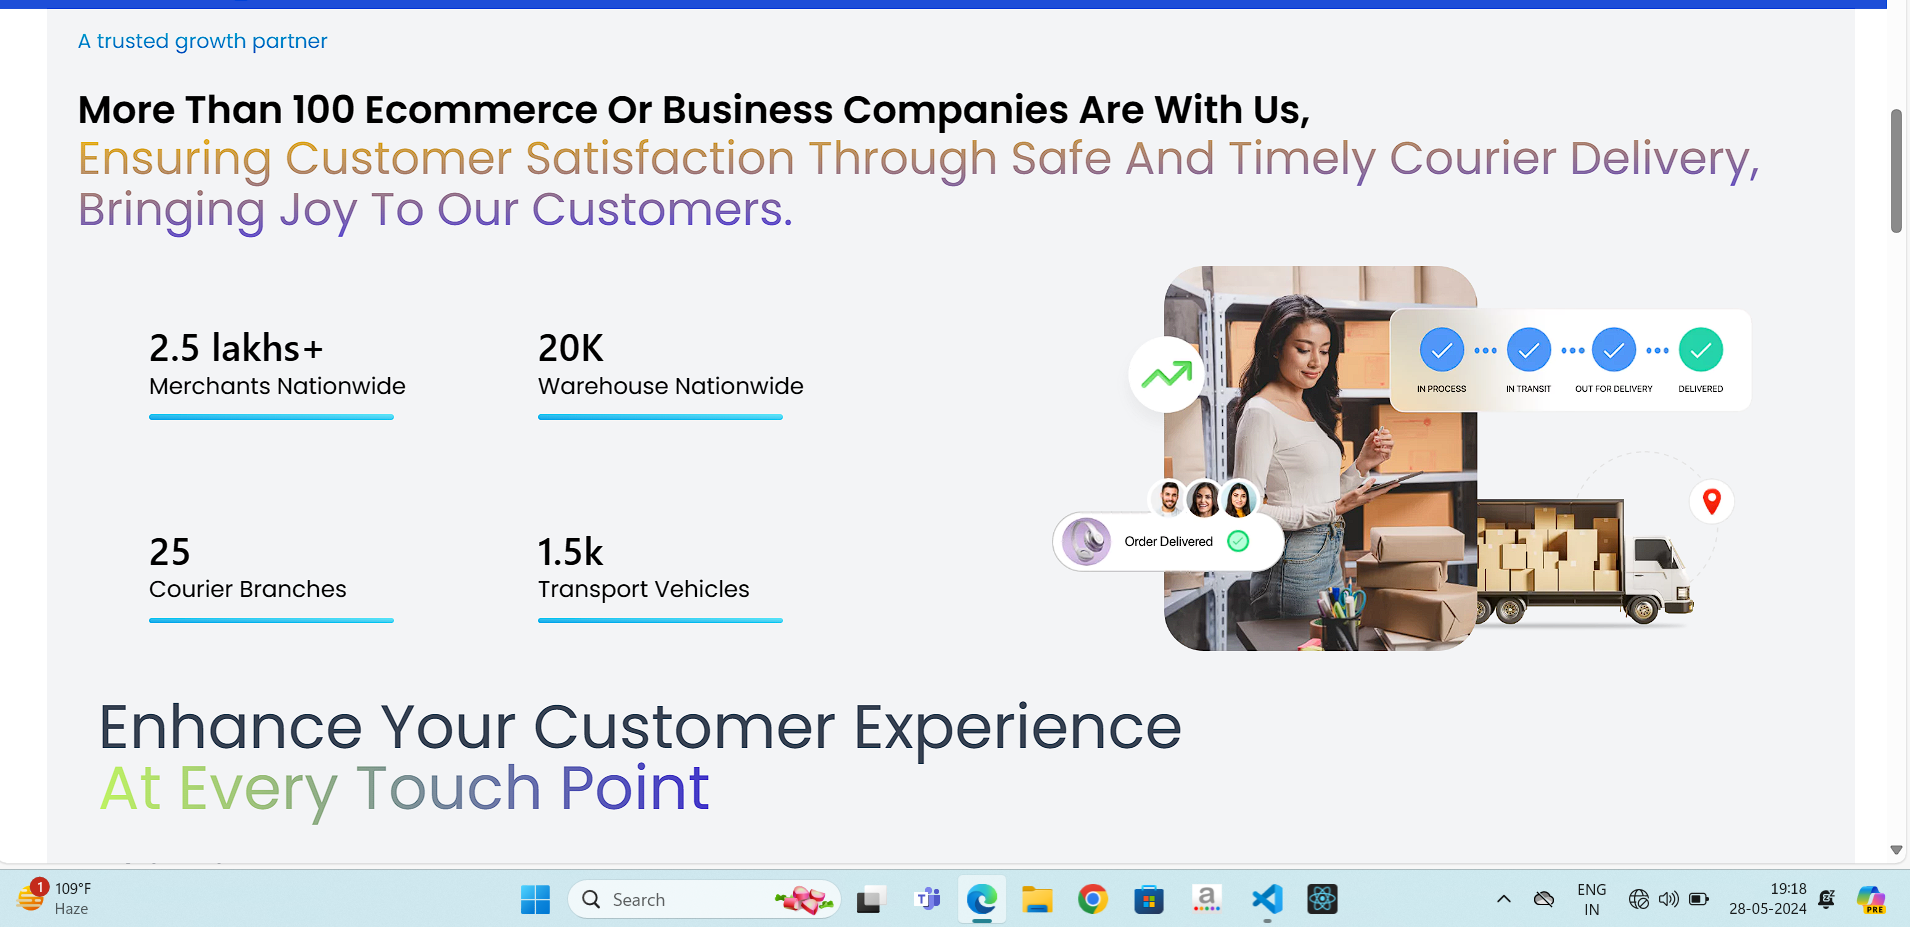 A trusted growth partner
More Than 100 Ecommerce Or Business Companies Are With Us,
Ensuring Customer Satisfaction Through Safe And Timely Courier Delivery,
Bringing Joy To Our Customers.
2.5 lakhs+
Merchants Nationwide
20K
Warehouse Nationwide
25
Courier Branches
1.5k
Transport Vehicles
IN PROCESS
IN TRANSIT
OUT FOR DELIVERY
DELIVERED
Order Delivered
Enhance Your Customer Experience
At Every Touch Point
1
109°F
Haze
Search
a
ENG
IN
19:18
28-05-2024
PRE